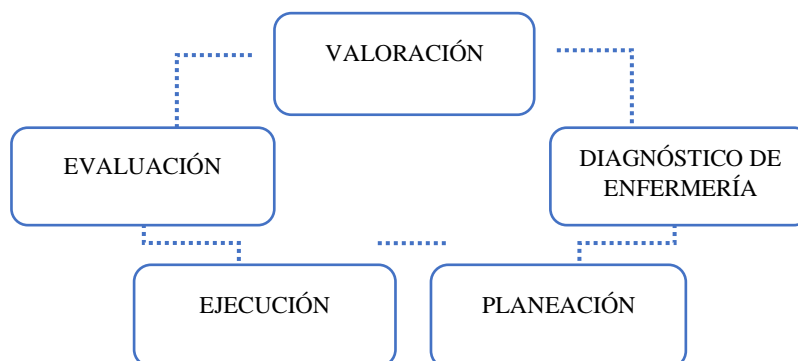 VALORACIÓN
EVALUACIÓN
DIAGNÓSTICO DE
ENFERMERÍA
EJECUCIÓN
PLANEACIÓN